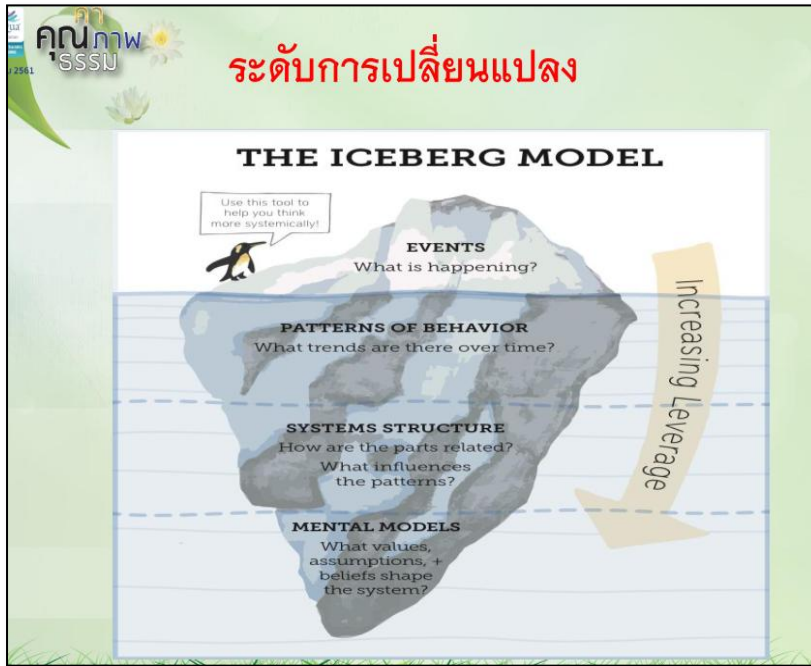 ค่า
คุณภาพ
ธรรม
2561
ระดับการเปลี่ยนแปลง
THE ICEBERG MODEL
Use this tool to
help you think
more systemically!
EVENTS
What is happening?
PATTERNS OF BEHAVIOR
What trends are there over time?
SYSTEMS STRUCTURE
How are the parts related?
What influences
the patterns?
MENTAL MODELS
What values,
assumptions, +
beliefs shape
the system?
Increasing Leverage